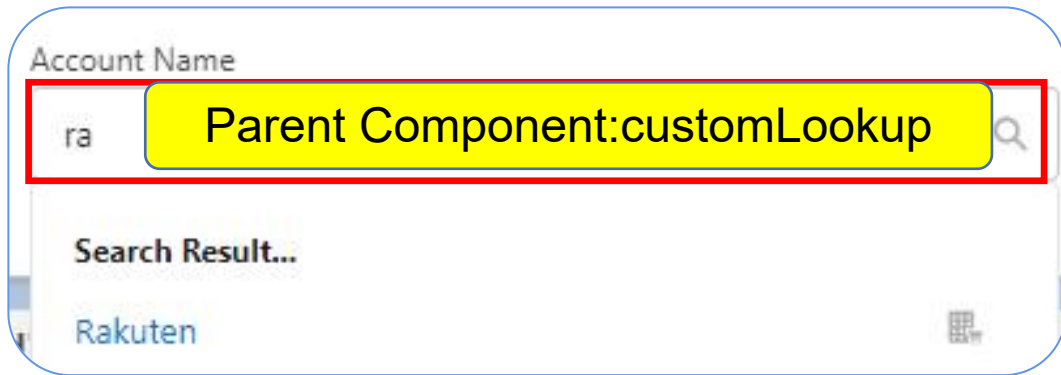 Account Name
ra
Parent Component:customLookup
Search Result...
Rakuten